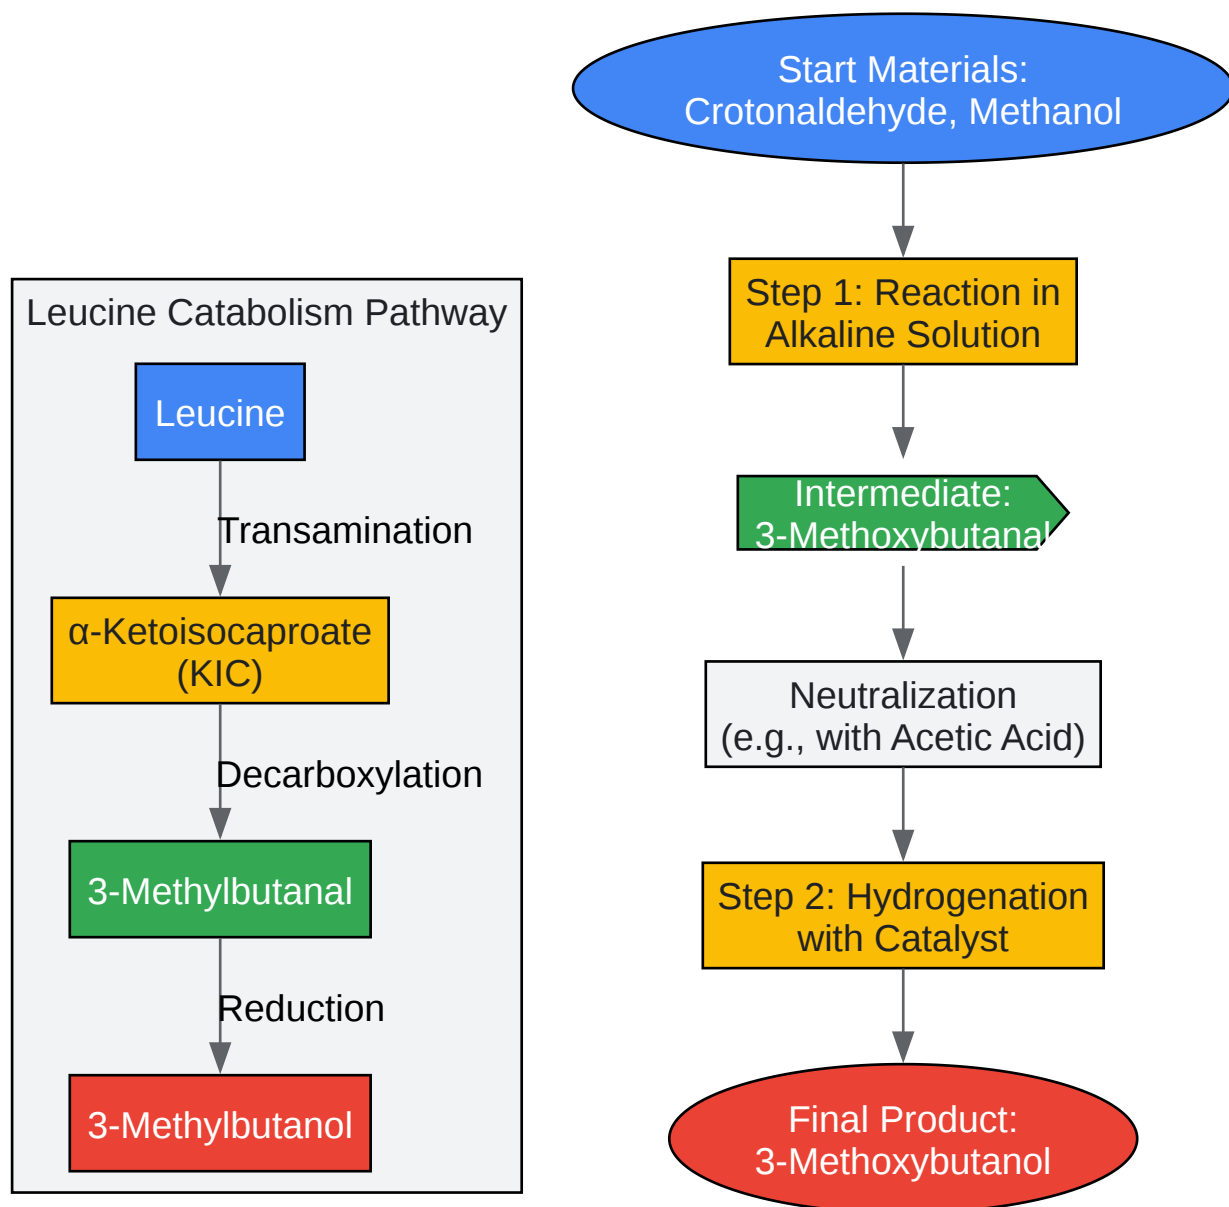 Leucine Catabolism Pathway
Leucine
Transamination
α-Ketoisocaproate
(KIC)
Decarboxylation
3-Methylbutanal
Reduction
3-Methylbutanol
Start Materials:
Crotonaldehyde, Methanol
Step 1: Reaction in
Alkaline Solution
Intermediate:
3-Methoxybutanal
Neutralization
(e.g., with Acetic Acid)
Step 2: Hydrogenation
with Catalyst
Final Product:
3-Methoxybutanol